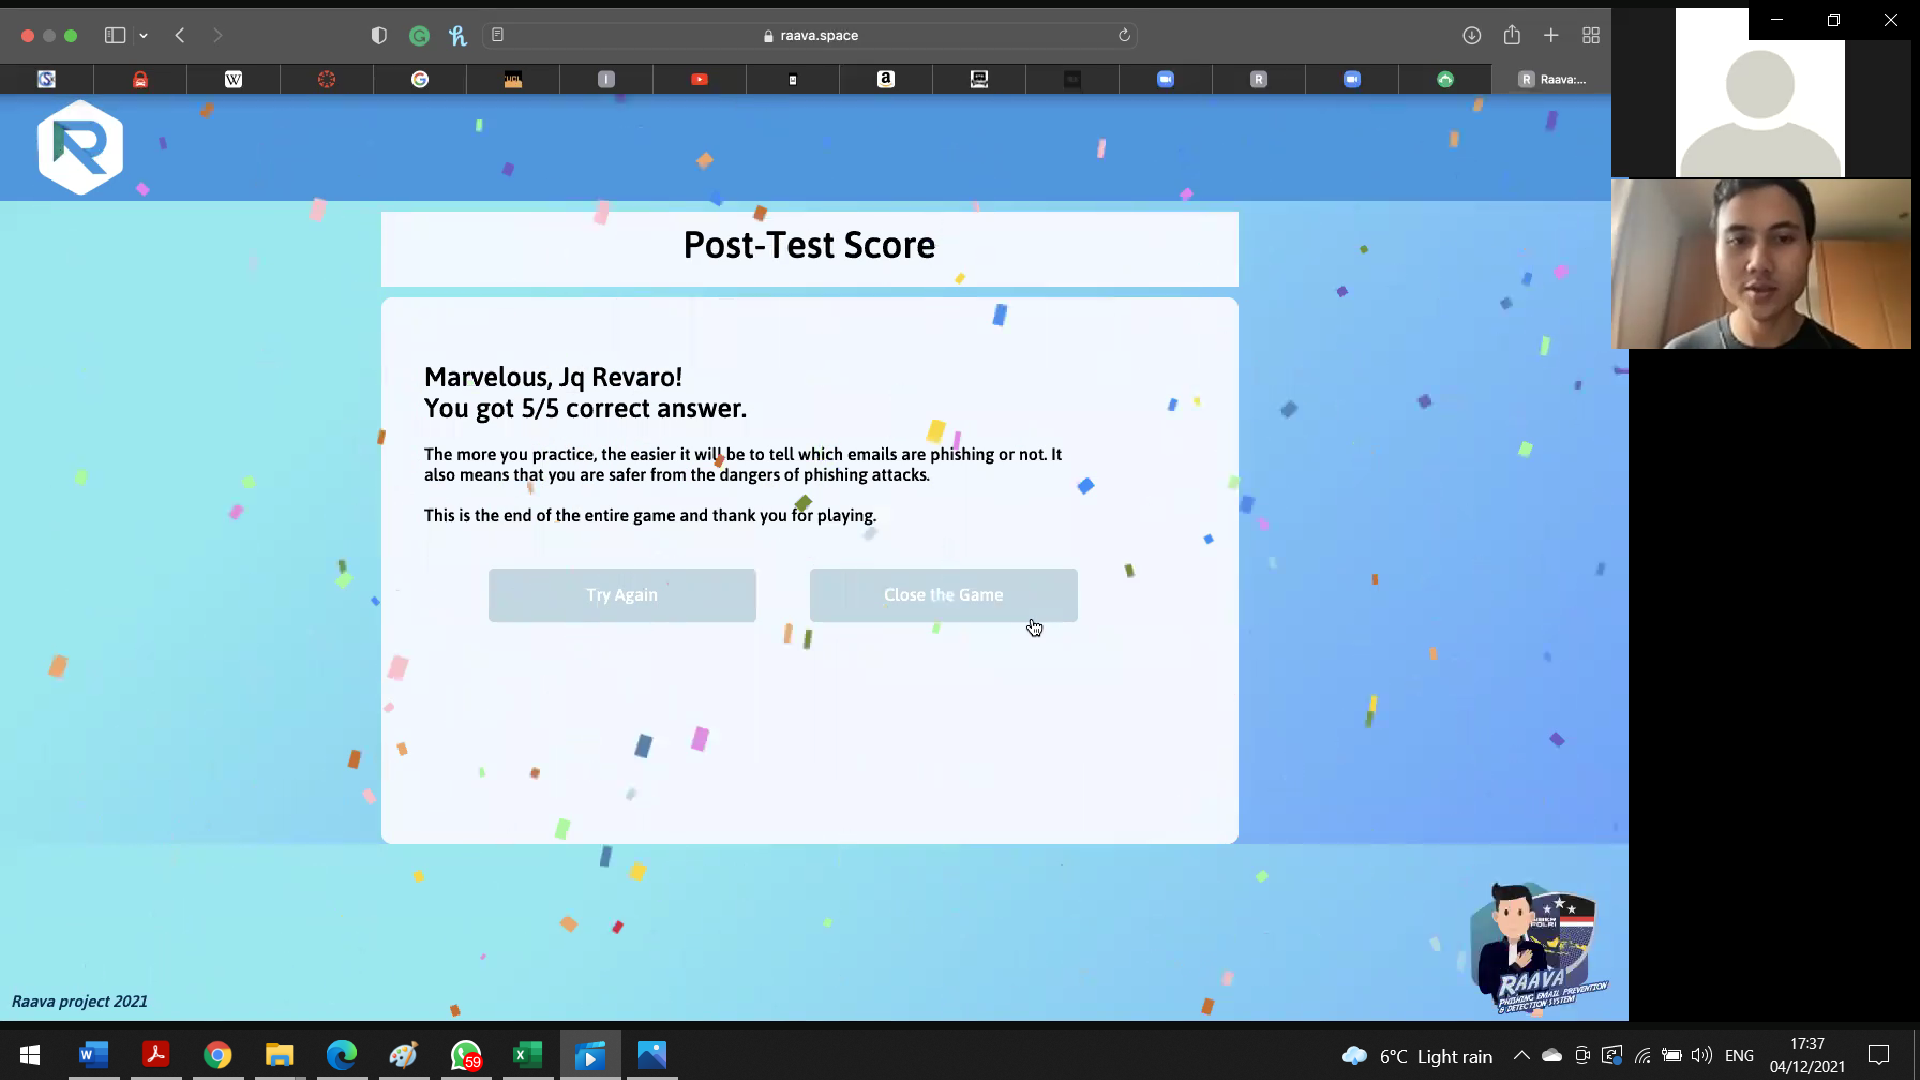 raava.space
Raava:...
Post-Test Score
Marvelous, Jq Revaro!
You got 5/5 correct answer.
The more you practice, the easier it will be to tell which emails are phishing or not. It
also means that you are safer from the dangers of phishing attacks.
This is the end of the entire game and thank you for playing.
Try Again
Close the Game
RAAVA
PHISHING EMAIL PREVENTION
& DETECTION SYSTEM
Raava project 2021
59
6°C Light rain
ENG
17:37
04/12/2021